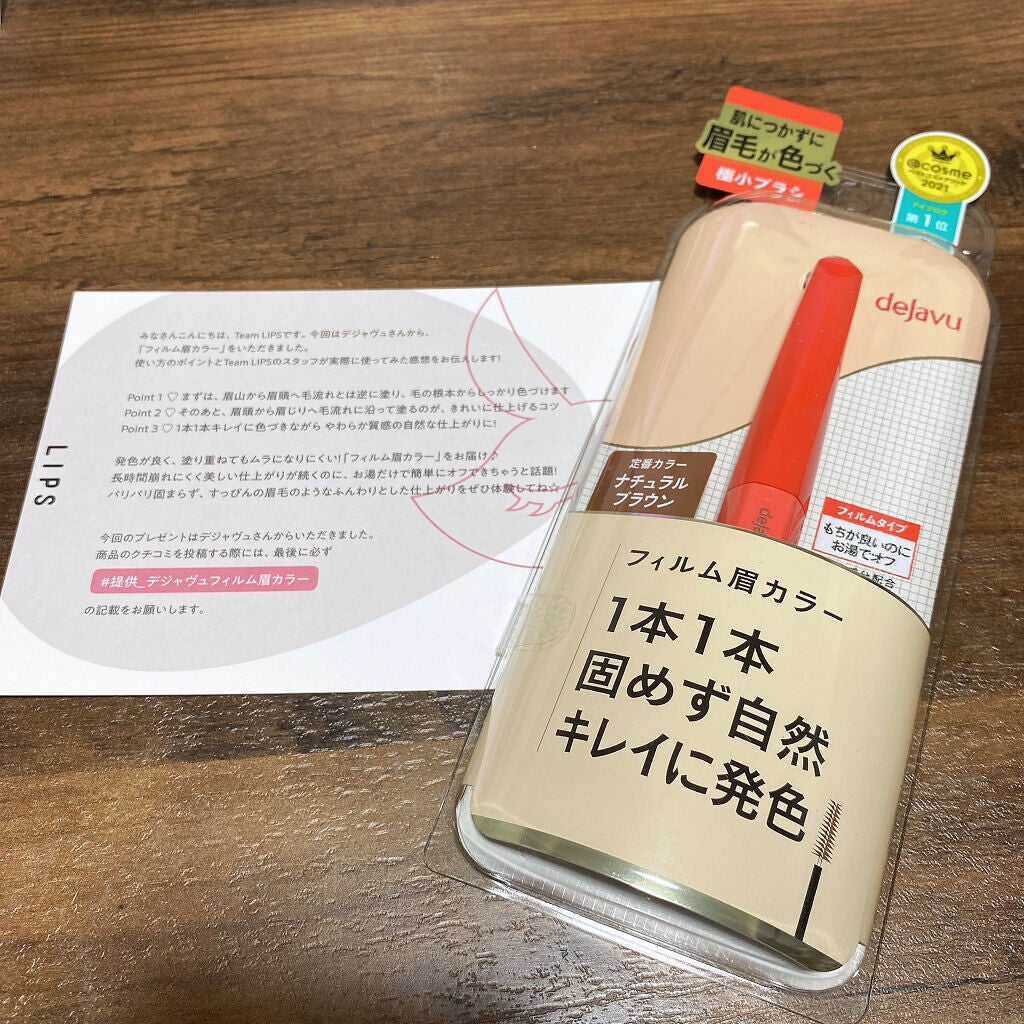 みなさんこんにちは、Team LIPSです。今回はデジャヴュさんから、
「フィルム眉カラー」をいただきました。
使い方のポイントとTeam LIPSのスタッフが実際に使ってみた感想をお伝えします!
Point 1 ♡ まずは、眉山から眉頭へ毛流れとは逆に塗り、毛の根本からしっかり色づけます
Point 2 ♡ そのあと、眉頭から眉じりへ毛流れに沿って塗るのが、きれいに仕上げるコツ
Point 3 ♡ 1本1本キレイに色づきながら やわらか質感の自然な仕上がりに!
発色が良く、塗り重ねてもムラになりにくい!「フィルム眉カラー」をお届け♪
長時間崩れにくく美しい仕上がりが続くのに、お湯だけで簡単にオフできちゃうと話題!
バリバリ固まらず、すっぴんの眉毛のようなふんわりとした仕上がりをぜひ体験してね☆
今回のプレゼントはデジャヴュさんからいただきました。
商品のクチコミを投稿する際には、最後に必ず
#提供_デジャヴュフィルム眉カラー
の記載をお願いします。
LIPS
肌につかずに
眉毛が色づく
極小ブラシ
@cosme
2021
第1位
dejavu
定番カラー
ナチュラル
ブラウン
deja
フィルムタイプ
もちが良いのに
お湯でオフ
フィルム眉カラー
1本1本
固めず自然
キレイに発色